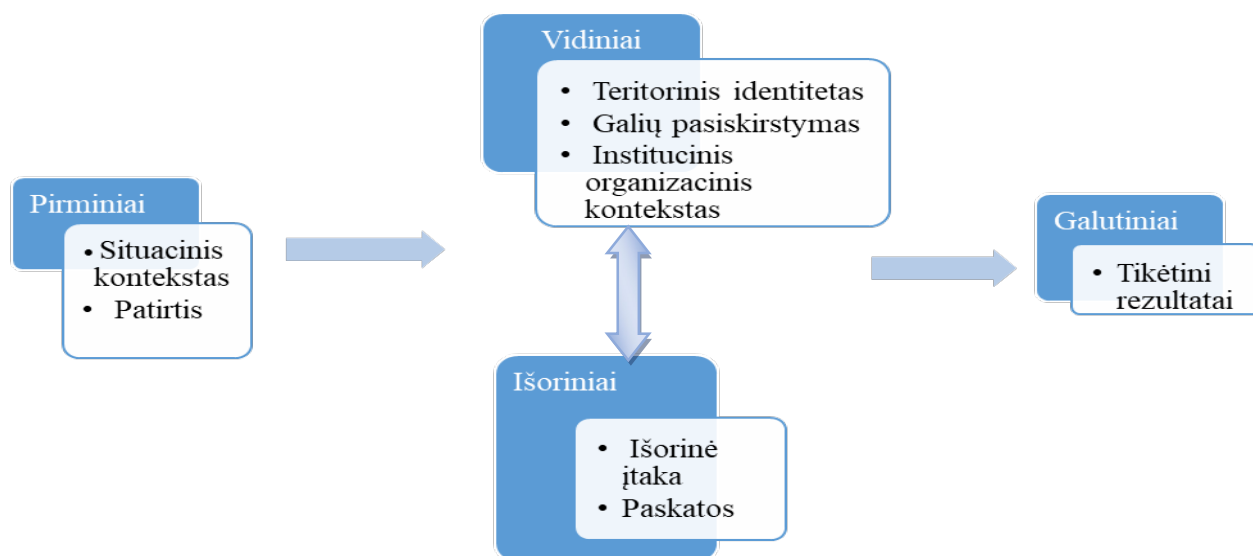 Pirminiai
• Situacinis
kontekstas
• Patirtis
Vidiniai
• Teritorinis identitetas
• Galių pasiskirstymas
• Institucinis
organizacinis
kontekstas
Išoriniai
• Išorinė
įtaka
• Paskatos
Galutiniai
• Tikėtini
rezultatai